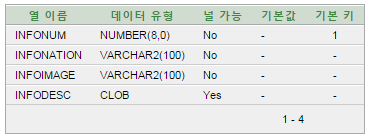 열 이름 데이터 유형 널 가능 기본값 기본 키
INFONUM NUMBER(8,0) No - 1
INFONATION VARCHAR2(100) No - -
INFOIMAGE VARCHAR2(100) No - -
INFODESC CLOB Yes - -
1 - 4